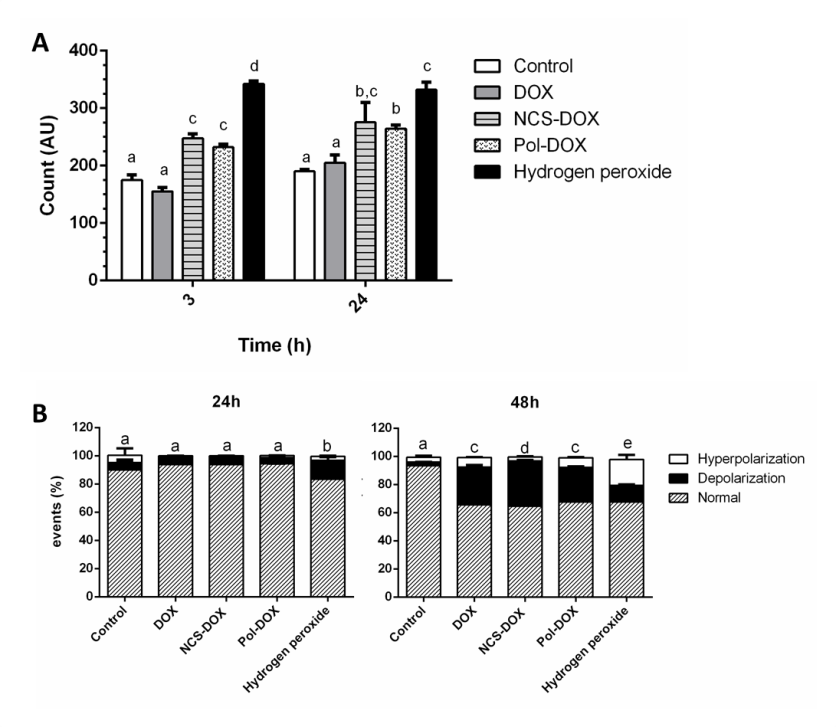 A
400
300
200
100
0
Count (AU)
a
a
c
c
d
a
a
b,c
b
c
3
24
Time (h)
Control
DOX
NCS-DOX
Pol-DOX
Hydrogen peroxide
B
24h
120
100
80
60
40
20
0
events (%)
a
a
a
a
b
Control
DOX
NCS-DOX
Pol-DOX
Hydrogen peroxide
48h
120
100
80
60
40
20
0
a
c
d
c
e
Control
DOX
NCS-DOX
Pol-DOX
Hydrogen peroxide
Hyperpolarization
Depolarization
Normal